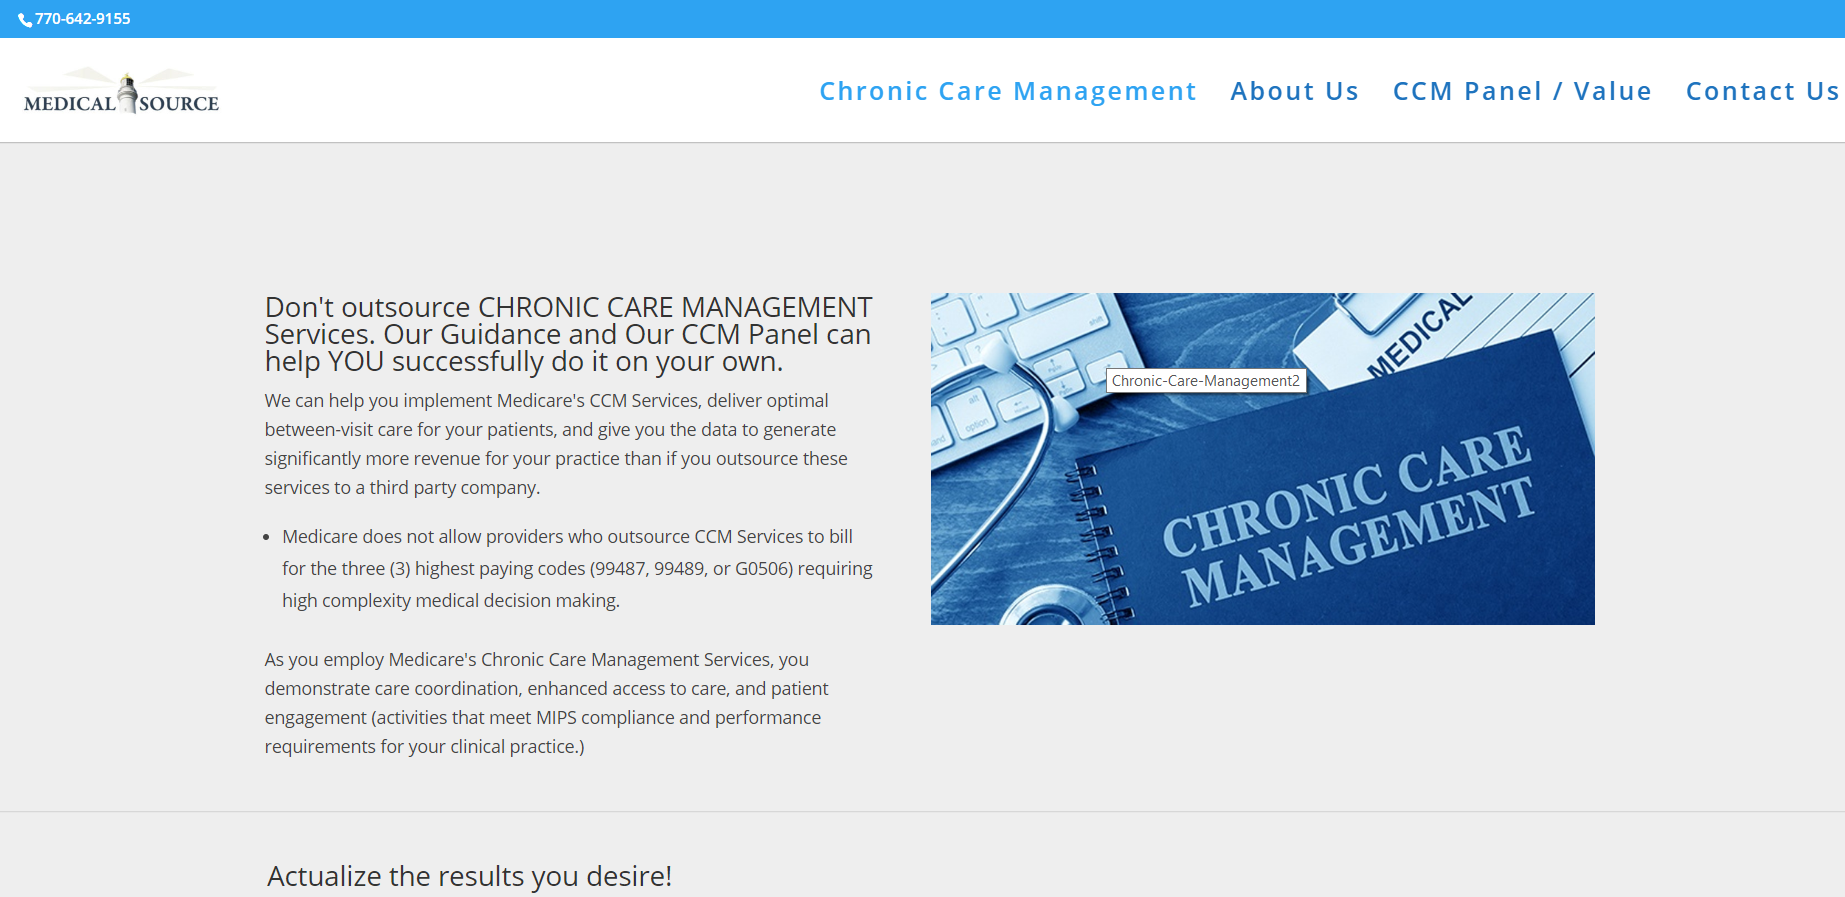 770-642-9155
MEDICAL SOURCE
Chronic Care Management
About Us
CCM Panel / Value
Contact Us
Don't outsource CHRONIC CARE MANAGEMENT
Services. Our Guidance and Our CCM Panel can
help YOU successfully do it on your own.
We can help you implement Medicare's CCM Services, deliver optimal
between-visit care for your patients, and give you the data to generate
significantly more revenue for your practice than if you outsource these
services to a third party company.
• Medicare does not allow providers who outsource CCM Services to bill
for the three (3) highest paying codes (99487, 99489, or G0506) requiring
high complexity medical decision making.
As you employ Medicare's Chronic Care Management Services, you
demonstrate care coordination, enhanced access to care, and patient
engagement (activities that meet MIPS compliance and performance
requirements for your clinical practice.)
shift
alt
option
MEDICAL
Chronic-Care-Management2
CHRONIC CARE
MANAGEMENT
Actualize the results you desire!